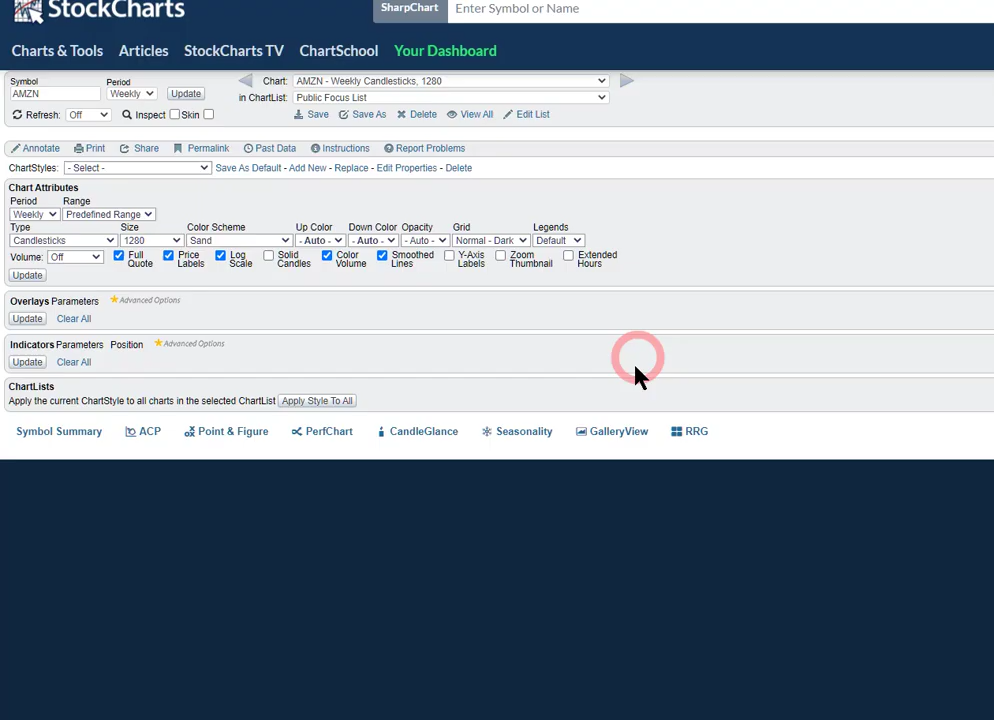 StockCharts
SharpChart Enter Symbol or Name
Charts & Tools Articles StockCharts TV ChartSchool Your Dashboard
Symbol Period Chart: AMZN - Weekly Candlesticks, 1280
AMZN Weekly Update in ChartList: Public Focus List
Refresh: Off Inspect Skin Save Save As Delete View All Edit List
Annotate Print Share Permalink Past Data Instructions Report Problems
ChartStyles: - Select - Save As Default - Add New - Replace - Edit Properties - Delete
Chart Attributes
Period Range
Weekly Predefined Range
Type Size Color Scheme Up Color Down Color Opacity Grid Legends
Candlesticks 1280 Sand - Auto - - Auto - - Auto - Normal - Dark Default
Volume: Off Full Quote Price Labels Log Scale Solid Candles Color Volume Smoothed Lines Y-Axis Labels Zoom Thumbnail Extended Hours
Update
Overlays Parameters Advanced Options
Update Clear All
Indicators Parameters Position Advanced Options
Update Clear All
ChartLists
Apply the current ChartStyle to all charts in the selected ChartList Apply Style To All
Symbol Summary ACP Point & Figure PerfChart CandleGlance Seasonality GalleryView RRG